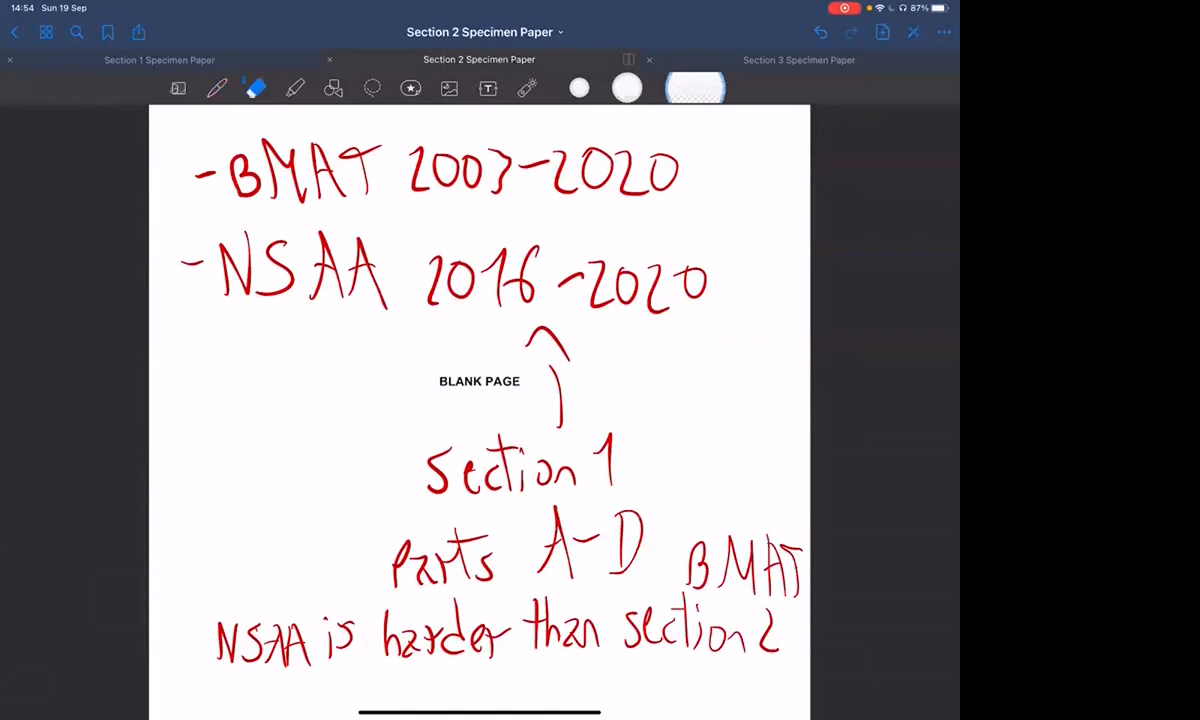 14:54 Sun 19 Sep 87%
Section 2 Specimen Paper
Section 1 Specimen Paper Section 2 Specimen Paper Section 3 Specimen Paper
-BMAT 2003-2020
-NSAA 2016-2020
BLANK PAGE
Section 1
Parts A-D BMAT
NSAA is harder than section 2